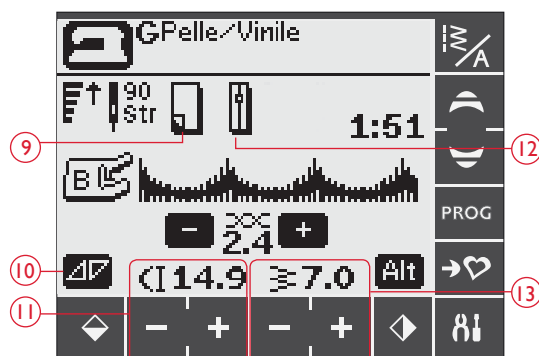 GPelle/Vinile
A
90
Str
1:51
9
12
B
- 2.4 +
PROG
10
14.9
7.0
Alt
11
13
- + - +